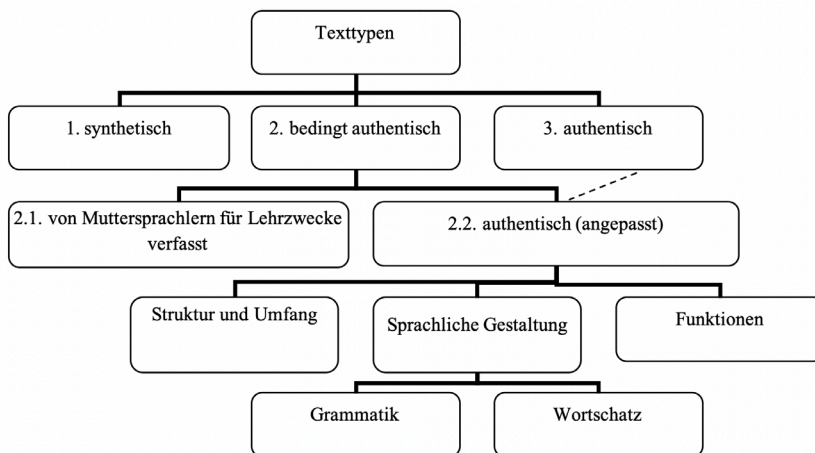 Texttypen
1. synthetisch
2. bedingt authentisch
3. authentisch
2.1. von Muttersprachlern für Lehrzwecke
verfasst
2.2. authentisch (angepasst)
Struktur und Umfang
Sprachliche Gestaltung
Funktionen
Grammatik
Wortschatz